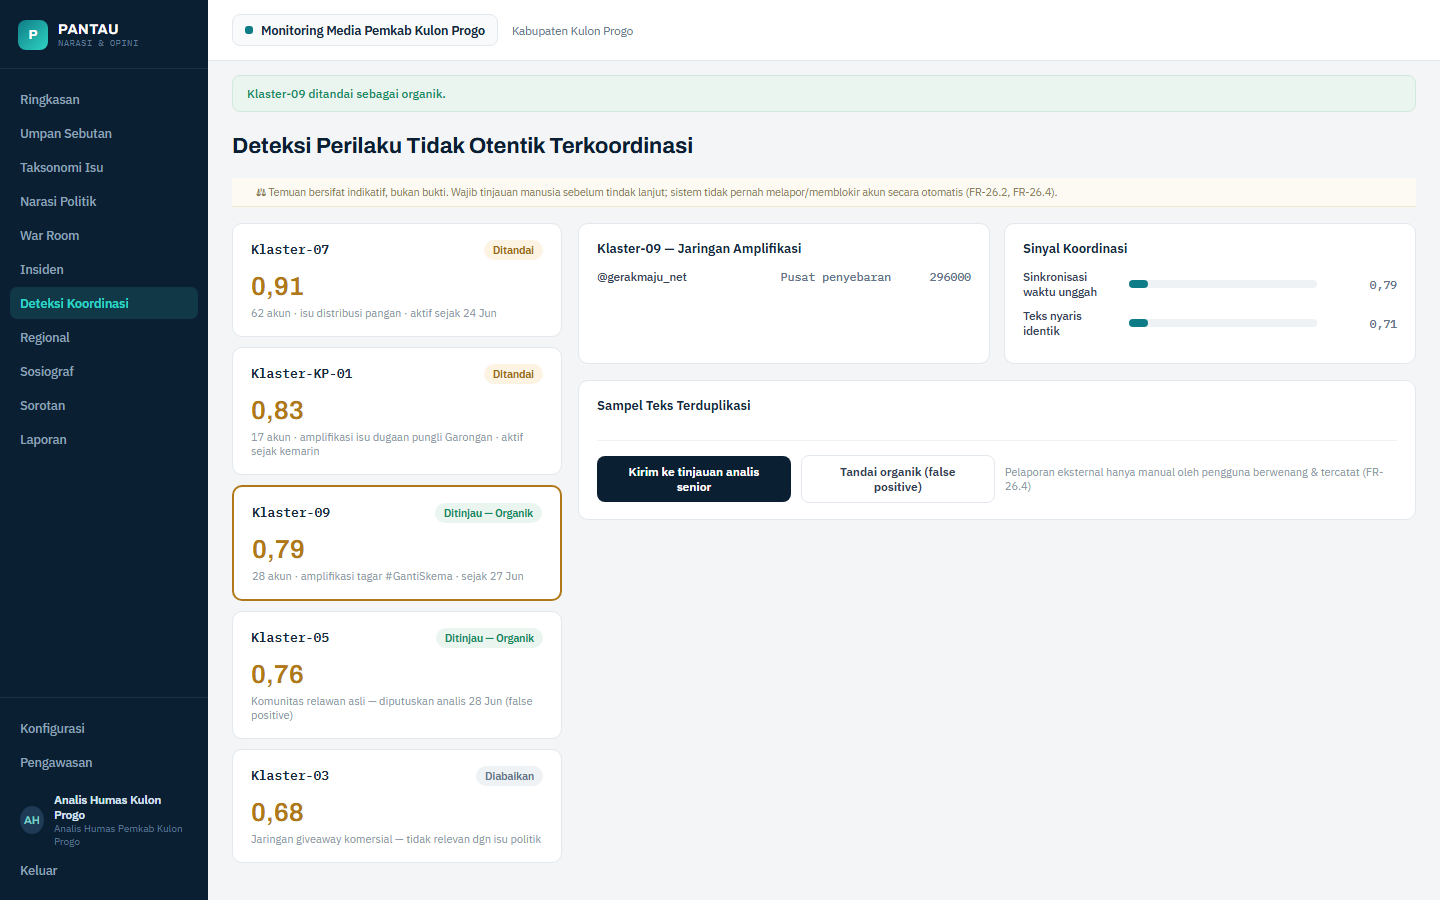 P
PANTAU
NARASI & OPINI
Ringkasan
Umpan Sebutan
Taksonomi Isu
Narasi Politik
War Room
Insiden
Deteksi Koordinasi
Regional
Sosiograf
Sorotan
Laporan
Konfigurasi
Pengawasan
AH
Analis Humas Kulon
Progo
Analis Humas Pemkab Kulon
Progo
Keluar
Monitoring Media Pemkab Kulon Progo
Kabupaten Kulon Progo
Klaster-09 ditandai sebagai organik.
Deteksi Perilaku Tidak Otentik Terkoordinasi
⚖ Temuan bersifat indikatif, bukan bukti. Wajib tinjauan manusia sebelum tindak lanjut; sistem tidak pernah melapor/memblokir akun secara otomatis (FR-26.2, FR-26.4).
Klaster-07
Ditandai
0,91
62 akun · isu distribusi pangan · aktif sejak 24 Jun
Klaster-KP-01
Ditandai
0,83
17 akun · amplifikasi isu dugaan pungli Garongan · aktif
sejak kemarin
Klaster-09
Ditinjau — Organik
0,79
28 akun · amplifikasi tagar #GantiSkema · sejak 27 Jun
Klaster-05
Ditinjau — Organik
0,76
Komunitas relawan asli — diputuskan analis 28 Jun (false
positive)
Klaster-03
Diabaikan
0,68
Jaringan giveaway komersial — tidak relevan dgn isu politik
Klaster-09 — Jaringan Amplifikasi
@gerakmaju_net
Pusat penyebaran
296000
Sinyal Koordinasi
Sinkronisasi
waktu unggah
0,79
Teks nyaris
identik
0,71
Sampel Teks Terduplikasi
Kirim ke tinjauan analis
senior
Tandai organik (false
positive)
Pelaporan eksternal hanya manual oleh pengguna berwenang & tercatat (FR-
26.4)